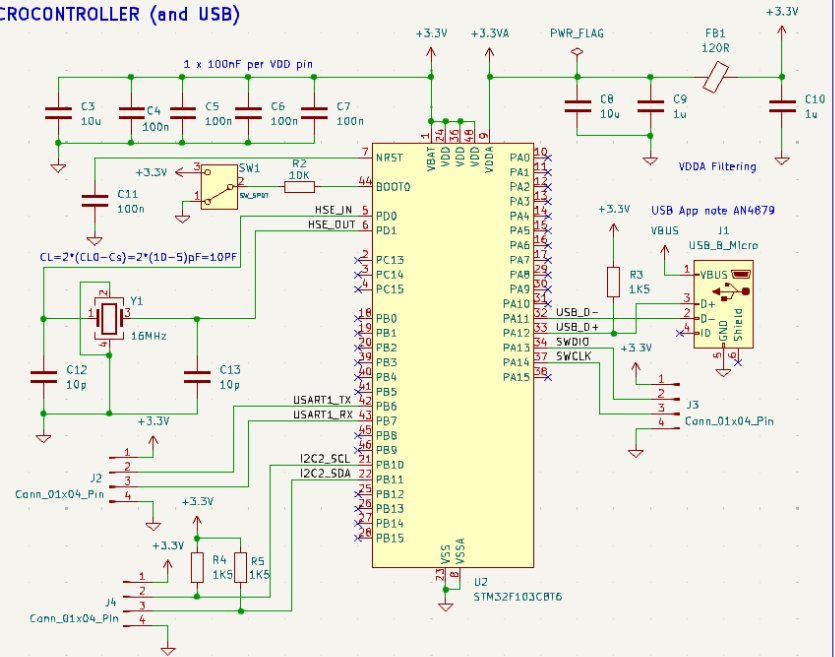 CROCONTROLLER (and USB)
+3.3V
+3.3VA
PWR_FLAG
FB1
120R
+3.3V
1 x 100nF per VDD pin
C3
10u
C4
100n
C5
100n
C6
100n
C7
100n
C8
10u
C9
1u
C10
1u
VDDA Filtering
1
24
36
48
9
VBAT
VDD
VDD
VDD
VDDA
+3.3V
3
SW1
2
1
SW_SPDT
R2
10K
C11
100n
7
NRST
44
BOOT0
HSE_IN
5
PD0
HSE_OUT
6
PD1
CL=2*(CL0-Cs)=2*(10-5)pF=10PF
2
PC13
3
PC14
4
PC15
Y1
1
2
3
4
16MHz
C12
10p
C13
10p
18
PB0
19
PB1
20
PB2
39
PB3
40
PB4
41
PB5
USART1_TX
42
PB6
USART1_RX
43
PB7
45
PB8
46
PB9
I2C2_SCL
21
PB10
I2C2_SDA
22
PB11
25
PB12
26
PB13
27
PB14
28
PB15
PA0
10
PA1
11
PA2
12
PA3
13
PA4
14
PA5
15
PA6
16
PA7
17
PA8
29
PA9
30
PA10
31
PA11
32
USB_D-
PA12
33
USB_D+
PA13
34
SWDIO
PA14
37
SWCLK
PA15
38
USB App note AN4879
+3.3V
R3
1K5
VBUS
J1
USB_B_Micro
1
VBUS
3
D+
2
D-
4
ID
GND
Shield
5
6
+3.3V
1
2
3
4
J3
Conn_01x04_Pin
+3.3V
1
2
3
4
J2
Conn_01x04_Pin
+3.3V
R4
1K5
R5
1K5
+3.3V
1
2
3
4
J4
Conn_01x04_Pin
VSS
VSSA
23
8
U2
STM32F103CBT6